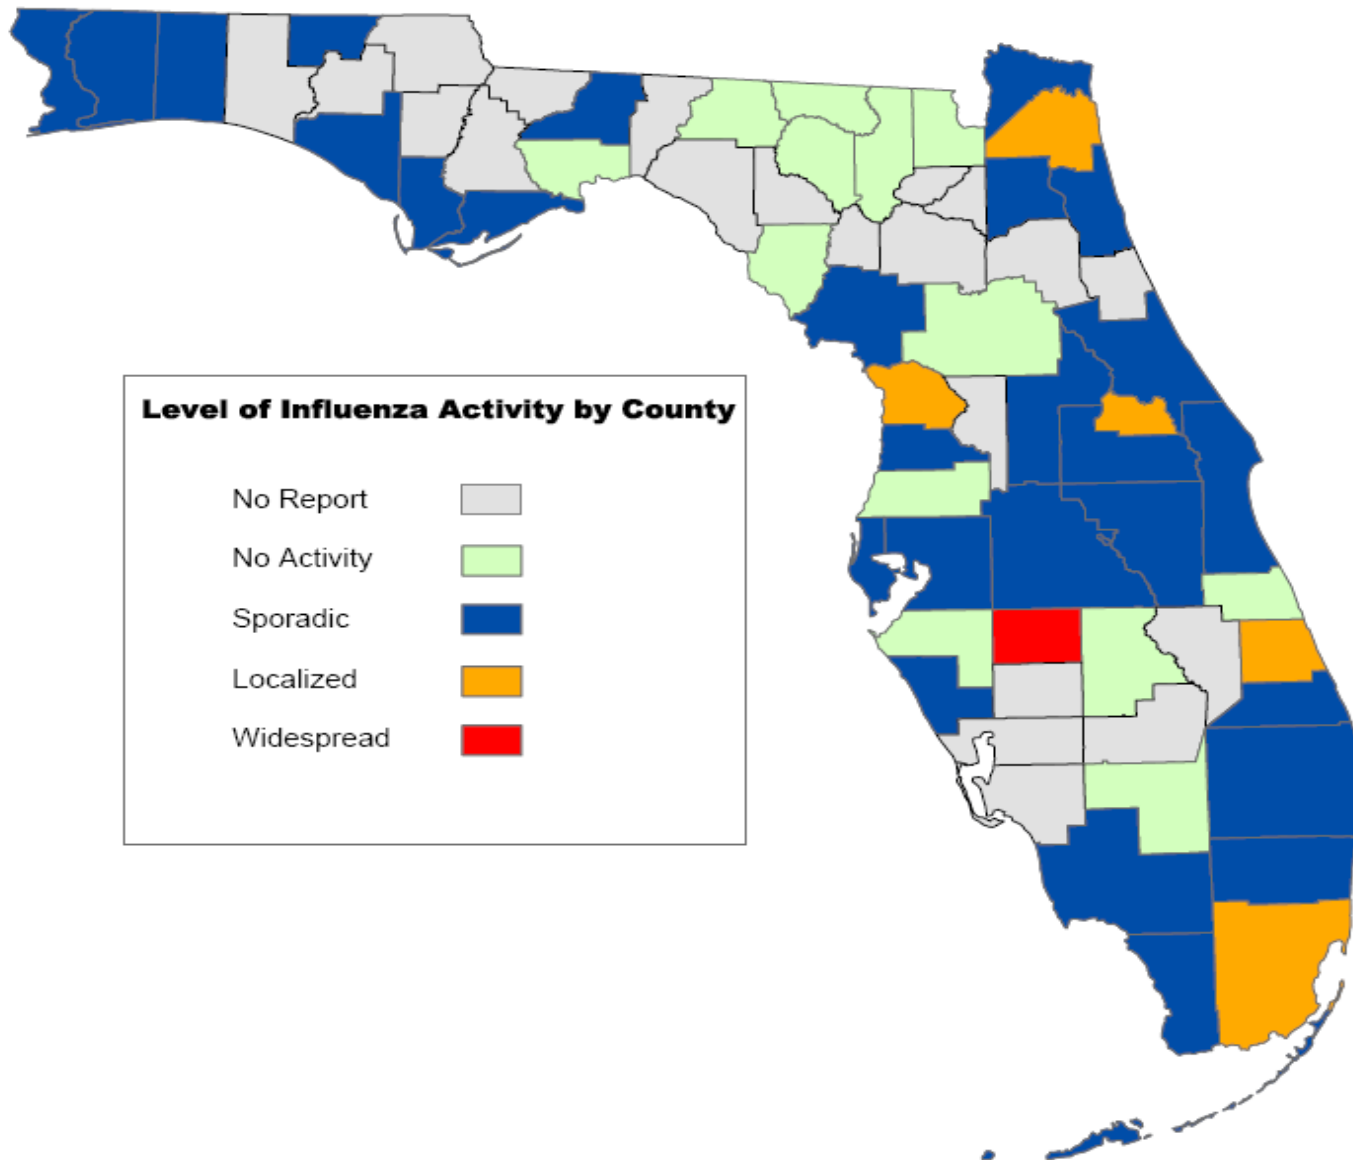 Level of Influenza Activity by County
No Report
No Activity
Sporadic
Localized
Widespread